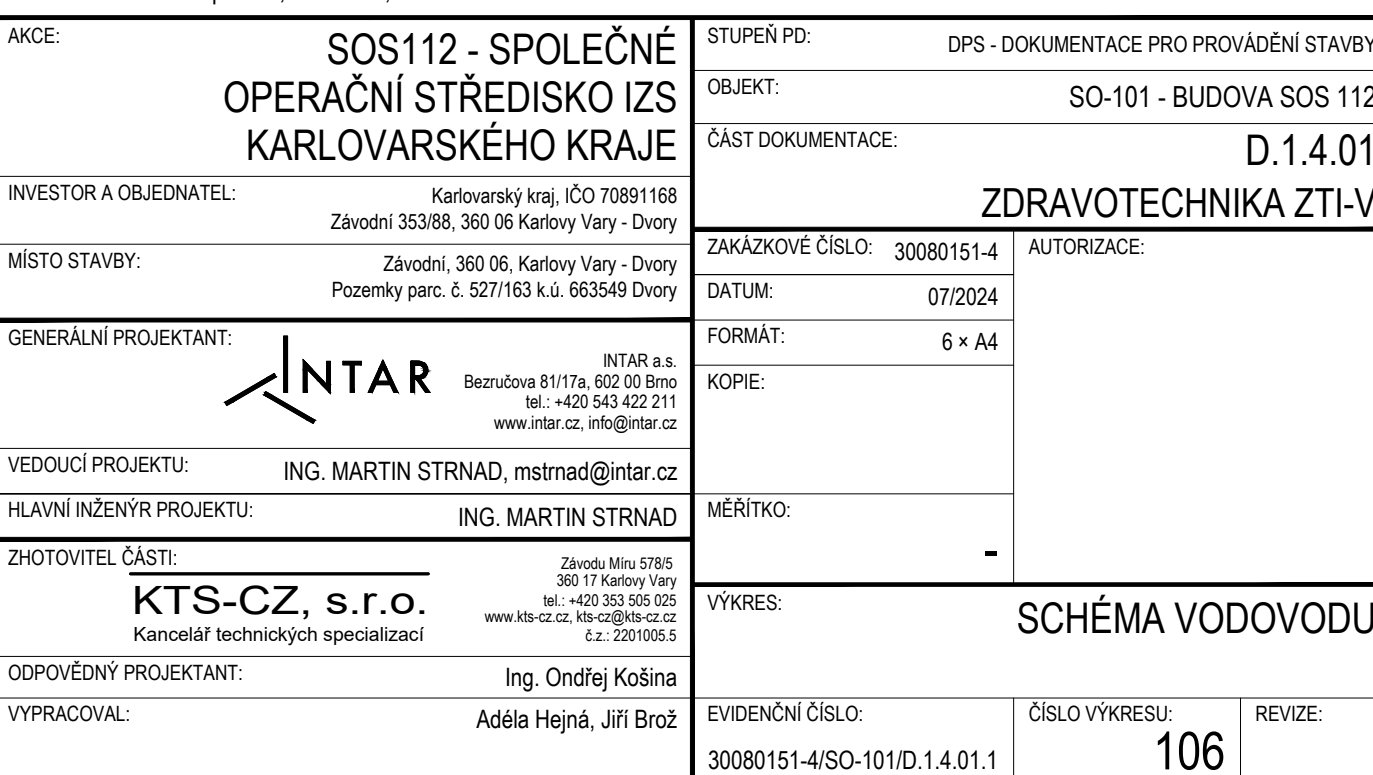 AKCE:
SOS112 - SPOLEČNÉ
OPERAČNÍ STŘEDISKO IZS
KARLOVARSKÉHO KRAJE
INVESTOR A OBJEDNATEL:
Karlovarský kraj, IČO 70891168
Závodní 353/88, 360 06 Karlovy Vary - Dvory
MÍSTO STAVBY:
Závodní, 360 06, Karlovy Vary - Dvory
Pozemky parc. č. 527/163 k.ú. 663549 Dvory
GENERÁLNÍ PROJEKTANT:
INTAR
INTAR a.s.
Bezručova 81/17a, 602 00 Brno
tel.: +420 543 422 211
www.intar.cz, info@intar.cz
VEDOUCÍ PROJEKTU:
ING. MARTIN STRNAD, mstrnad@intar.cz
HLAVNÍ INŽENÝR PROJEKTU:
ING. MARTIN STRNAD
ZHOTOVITEL ČÁSTI:
KTS-CZ, s.r.o.
Kancelář technických specializací
Závodu Míru 578/5
360 17 Karlovy Vary
tel.: +420 353 505 025
www.kts-cz.cz, kts-cz@kts-cz.cz
č.z.: 2201005.5
ODPOVĚDNÝ PROJEKTANT:
Ing. Ondřej Košina
VYPRACOVAL:
Adéla Hejná, Jiří Brož
STUPEŇ PD:
DPS - DOKUMENTACE PRO PROVÁDĚNÍ STAVBY
OBJEKT:
SO-101 - BUDOVA SOS 112
ČÁST DOKUMENTACE:
D.1.4.01
ZDRAVOTECHNIKA ZTI-V
ZAKÁZKOVÉ ČÍSLO: 30080151-4
DATUM: 07/2024
FORMÁT: 6 × A4
KOPIE:
MĚŘÍTKO:
-
AUTORIZACE:
VÝKRES:
SCHÉMA VODOVODU
EVIDENČNÍ ČÍSLO:
30080151-4/SO-101/D.1.4.01.1
ČÍSLO VÝKRESU:
106
REVIZE: